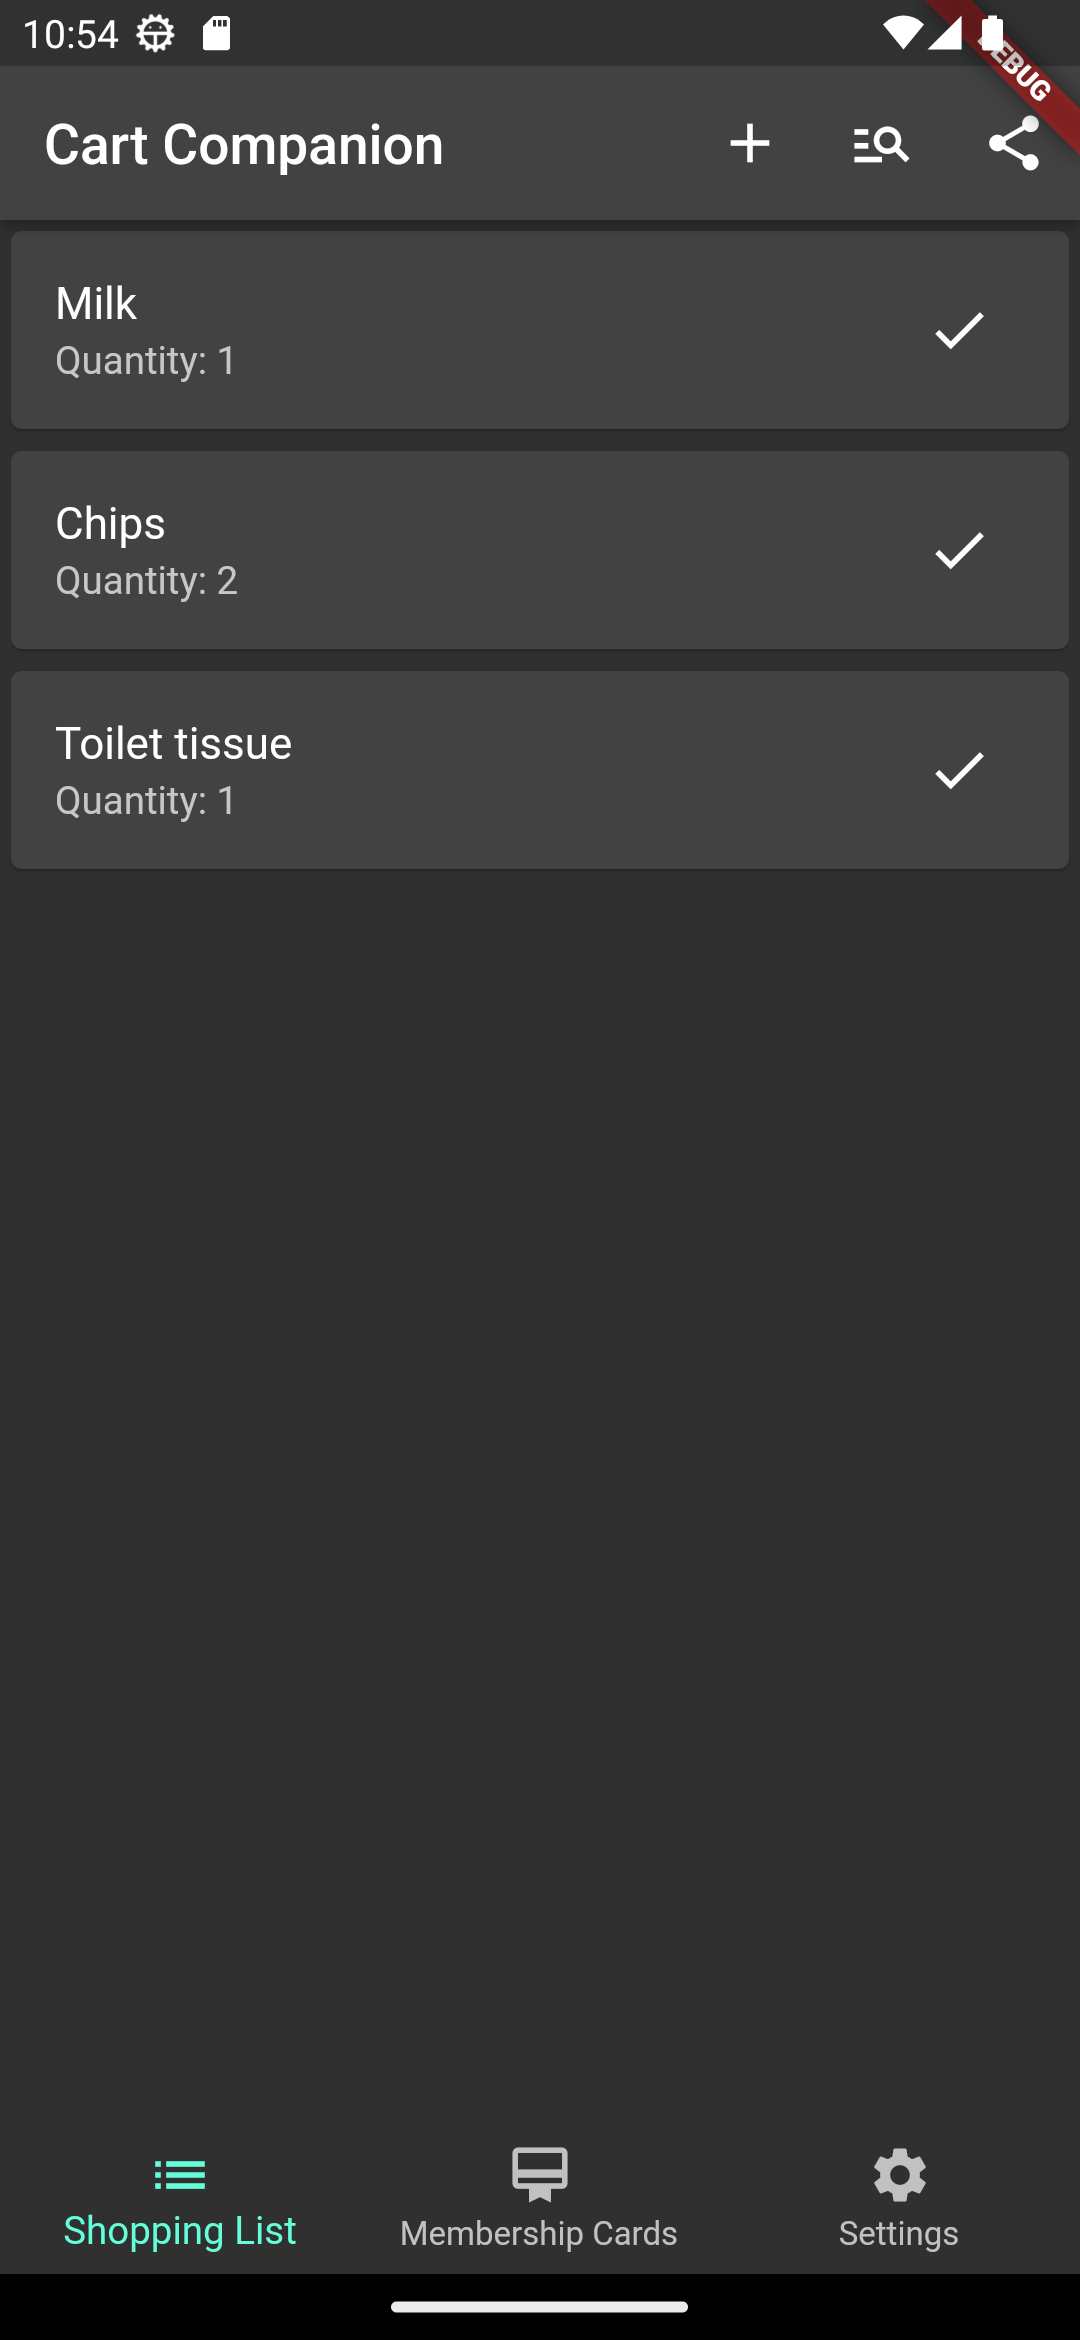 10:54
DEBUG
Cart Companion
Milk
Quantity: 1
Chips
Quantity: 2
Toilet tissue
Quantity: 1
Shopping List
Membership Cards
Settings